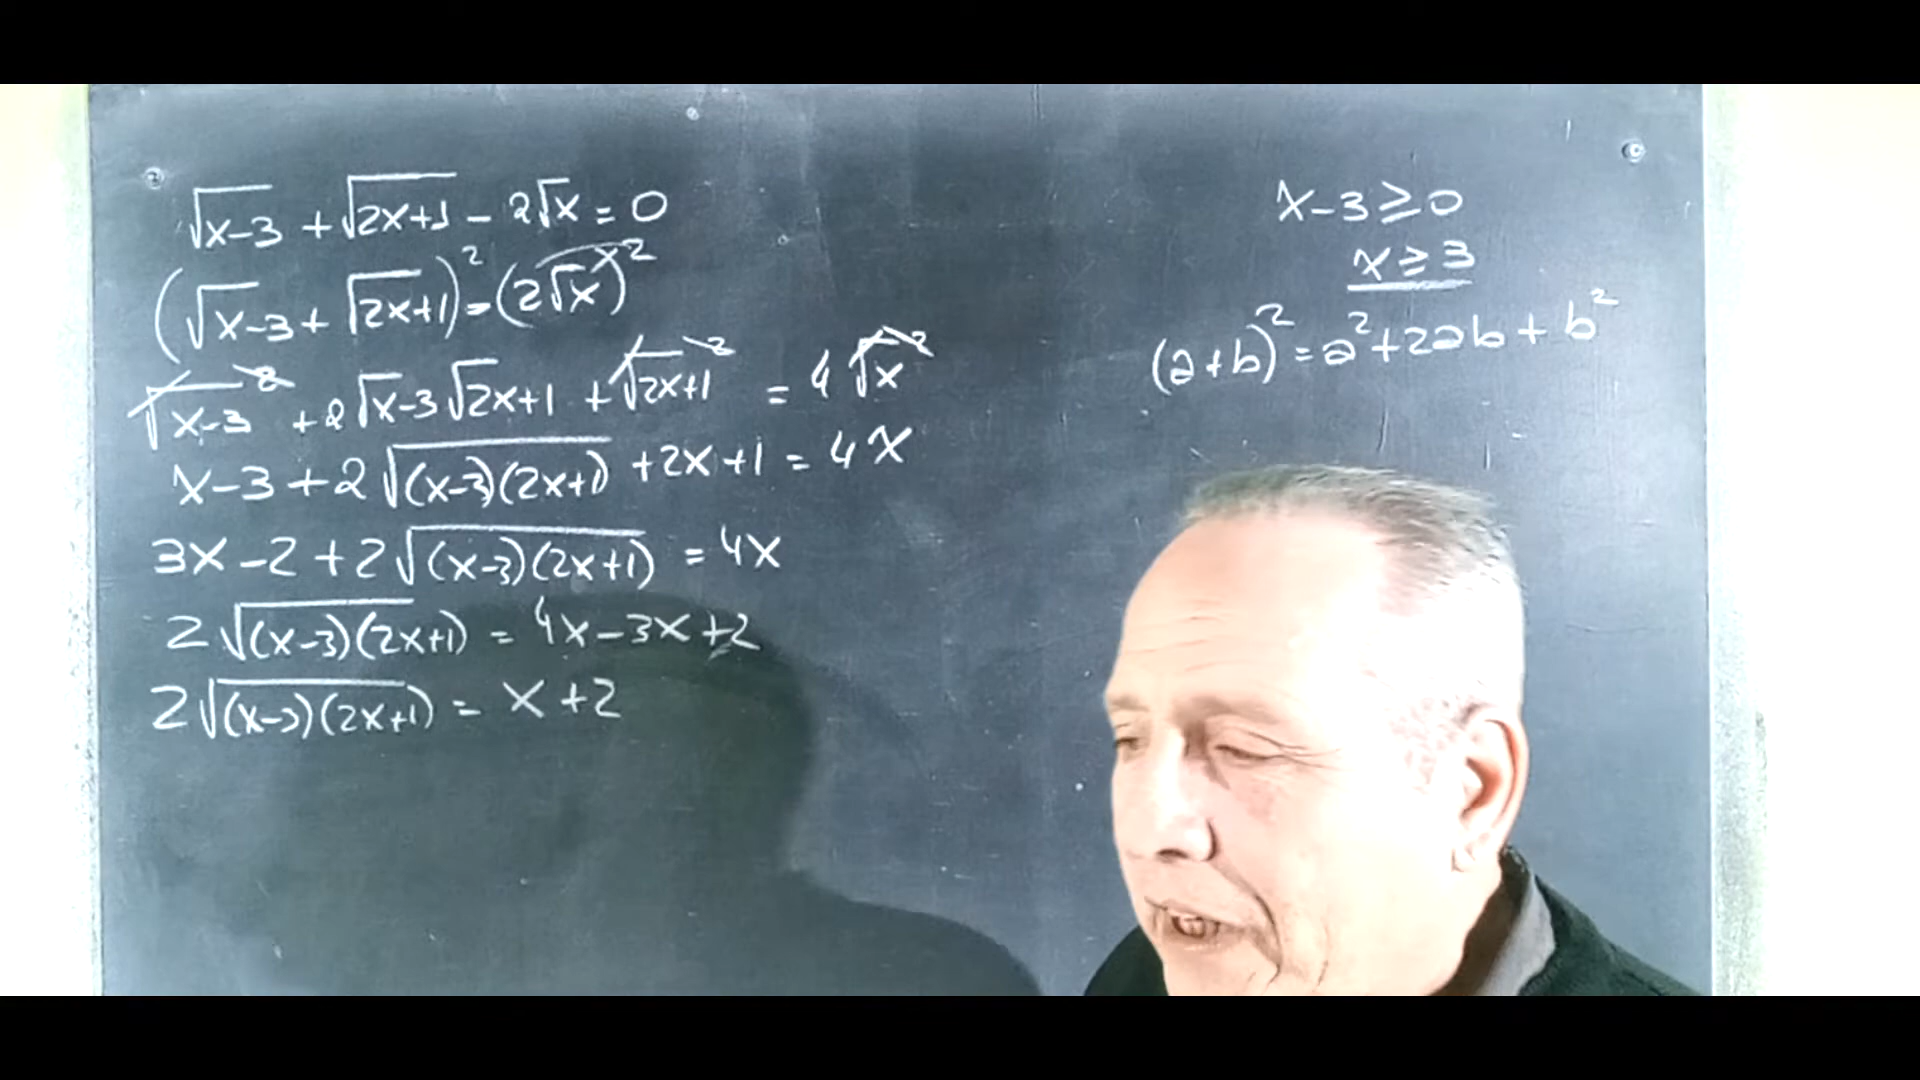 √x-3 + √2x+1 - 2√x = 0
(√x-3 + √2x+1)² = (2√x)²
√x-3² + 2√x-3 √2x+1 + √2x+1² = 4√x²
x-3+2√(x-3)(2x+1) +2x+1 = 4x
3x-2+2√(x-3)(2x+1) = 4x
2√(x-3)(2x+1) = 4x-3x+2
2√(x-3)(2x+1) = x+2
x-3≥0
x≥3
(a+b)² = a²+2ab+b²